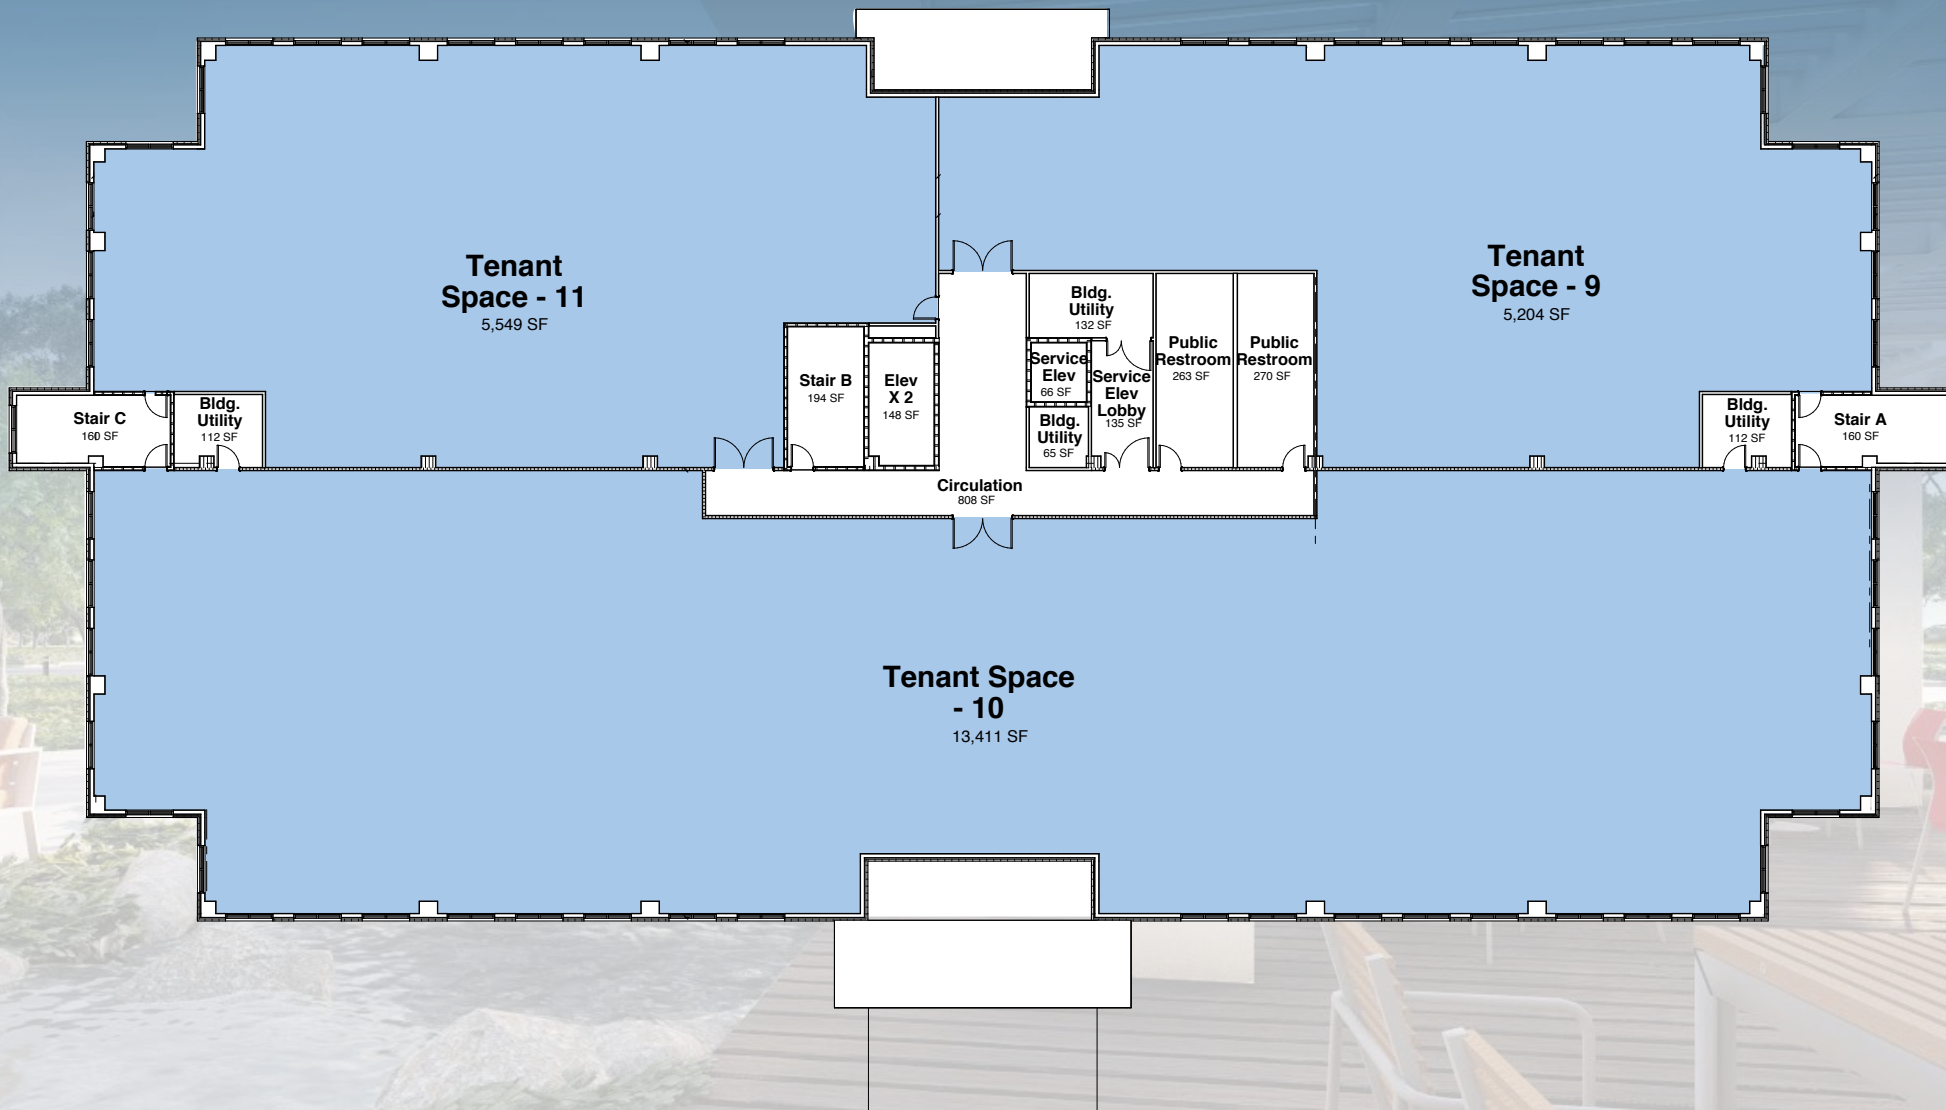 Tenant
Space - 11
5,549 SF
Tenant
Space - 9
5,204 SF
Bldg.
Utility
132 SF
Service
Elev
66 SF
Service
Elev
Lobby
135 SF
Bldg.
Utility
65 SF
Public
Restroom
263 SF
Public
Restroom
270 SF
Stair B
194 SF
Elev
X 2
148 SF
Stair C
160 SF
Bldg.
Utility
112 SF
Bldg.
Utility
112 SF
Stair A
160 SF
Circulation
808 SF
Tenant Space
- 10
13,411 SF